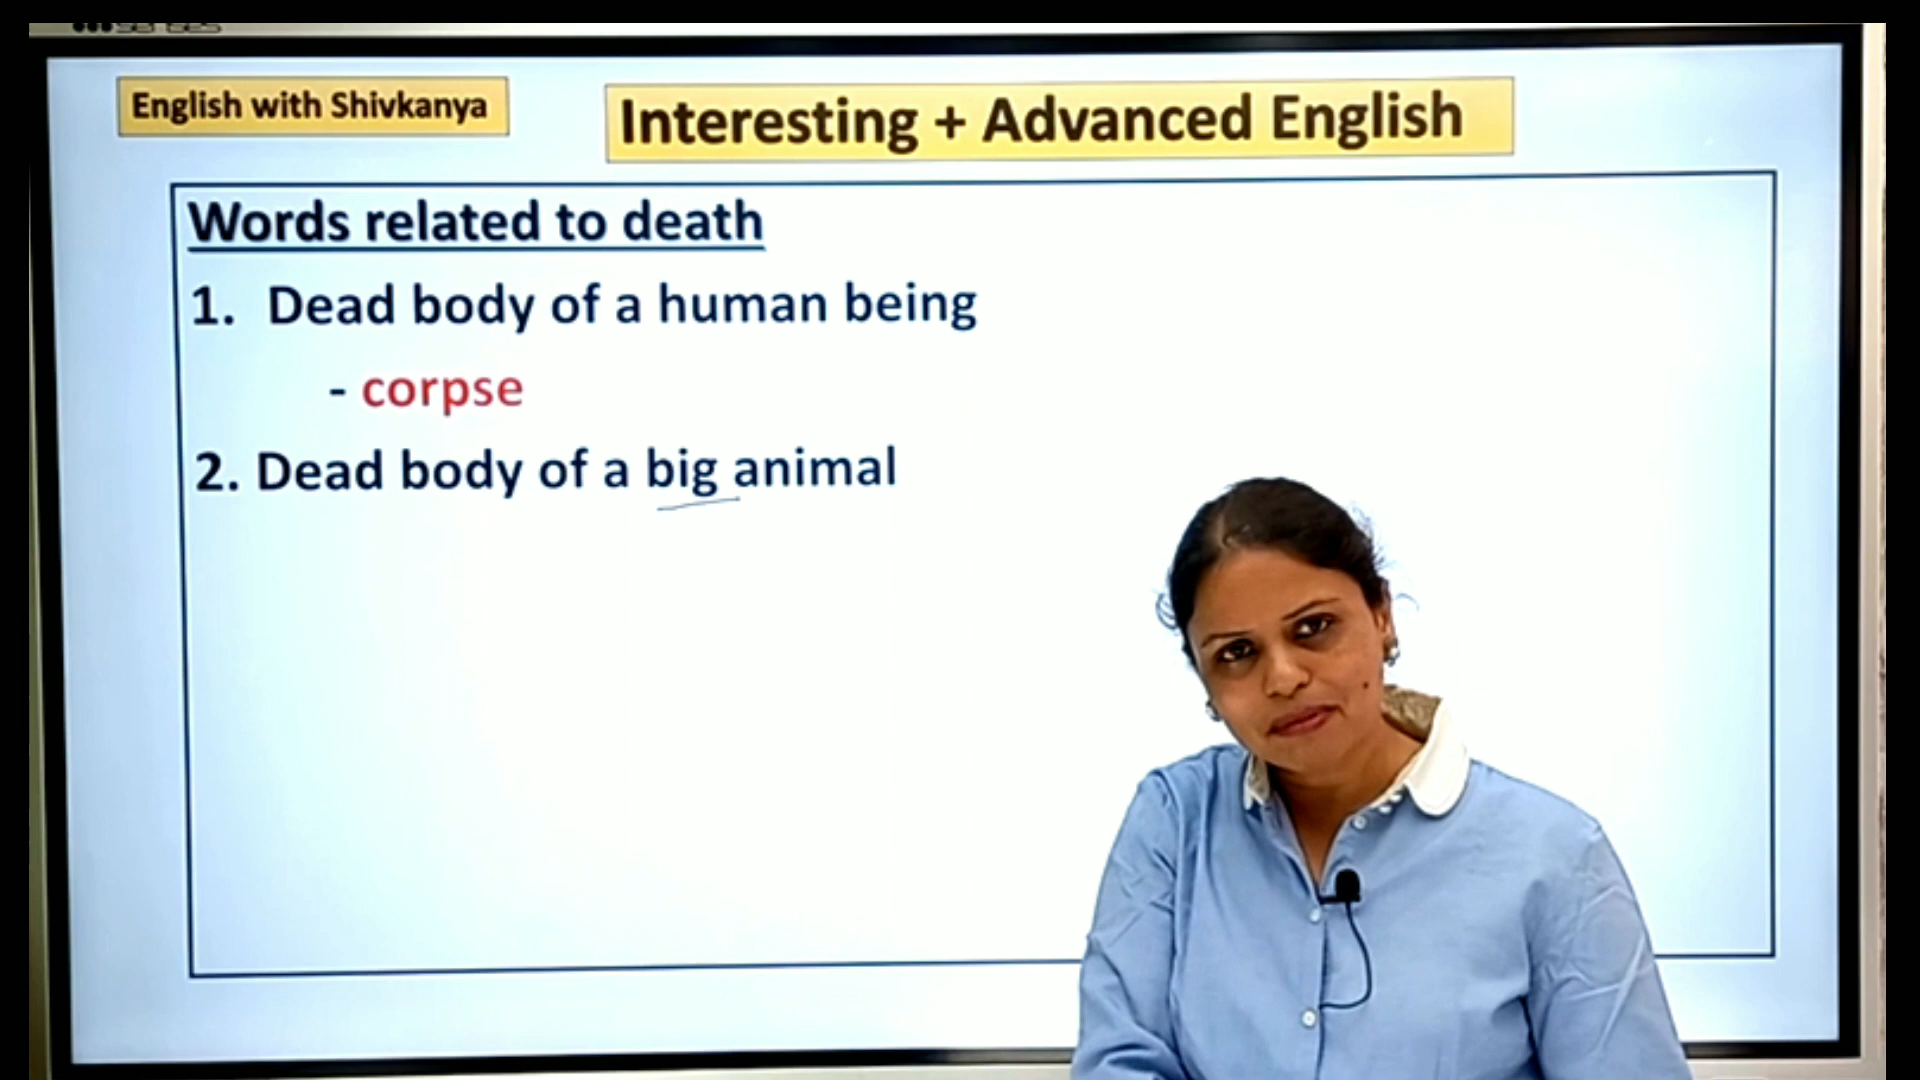 English with Shivkanya
Interesting + Advanced English
Words related to death
1. Dead body of a human being
- corpse
2. Dead body of a big animal